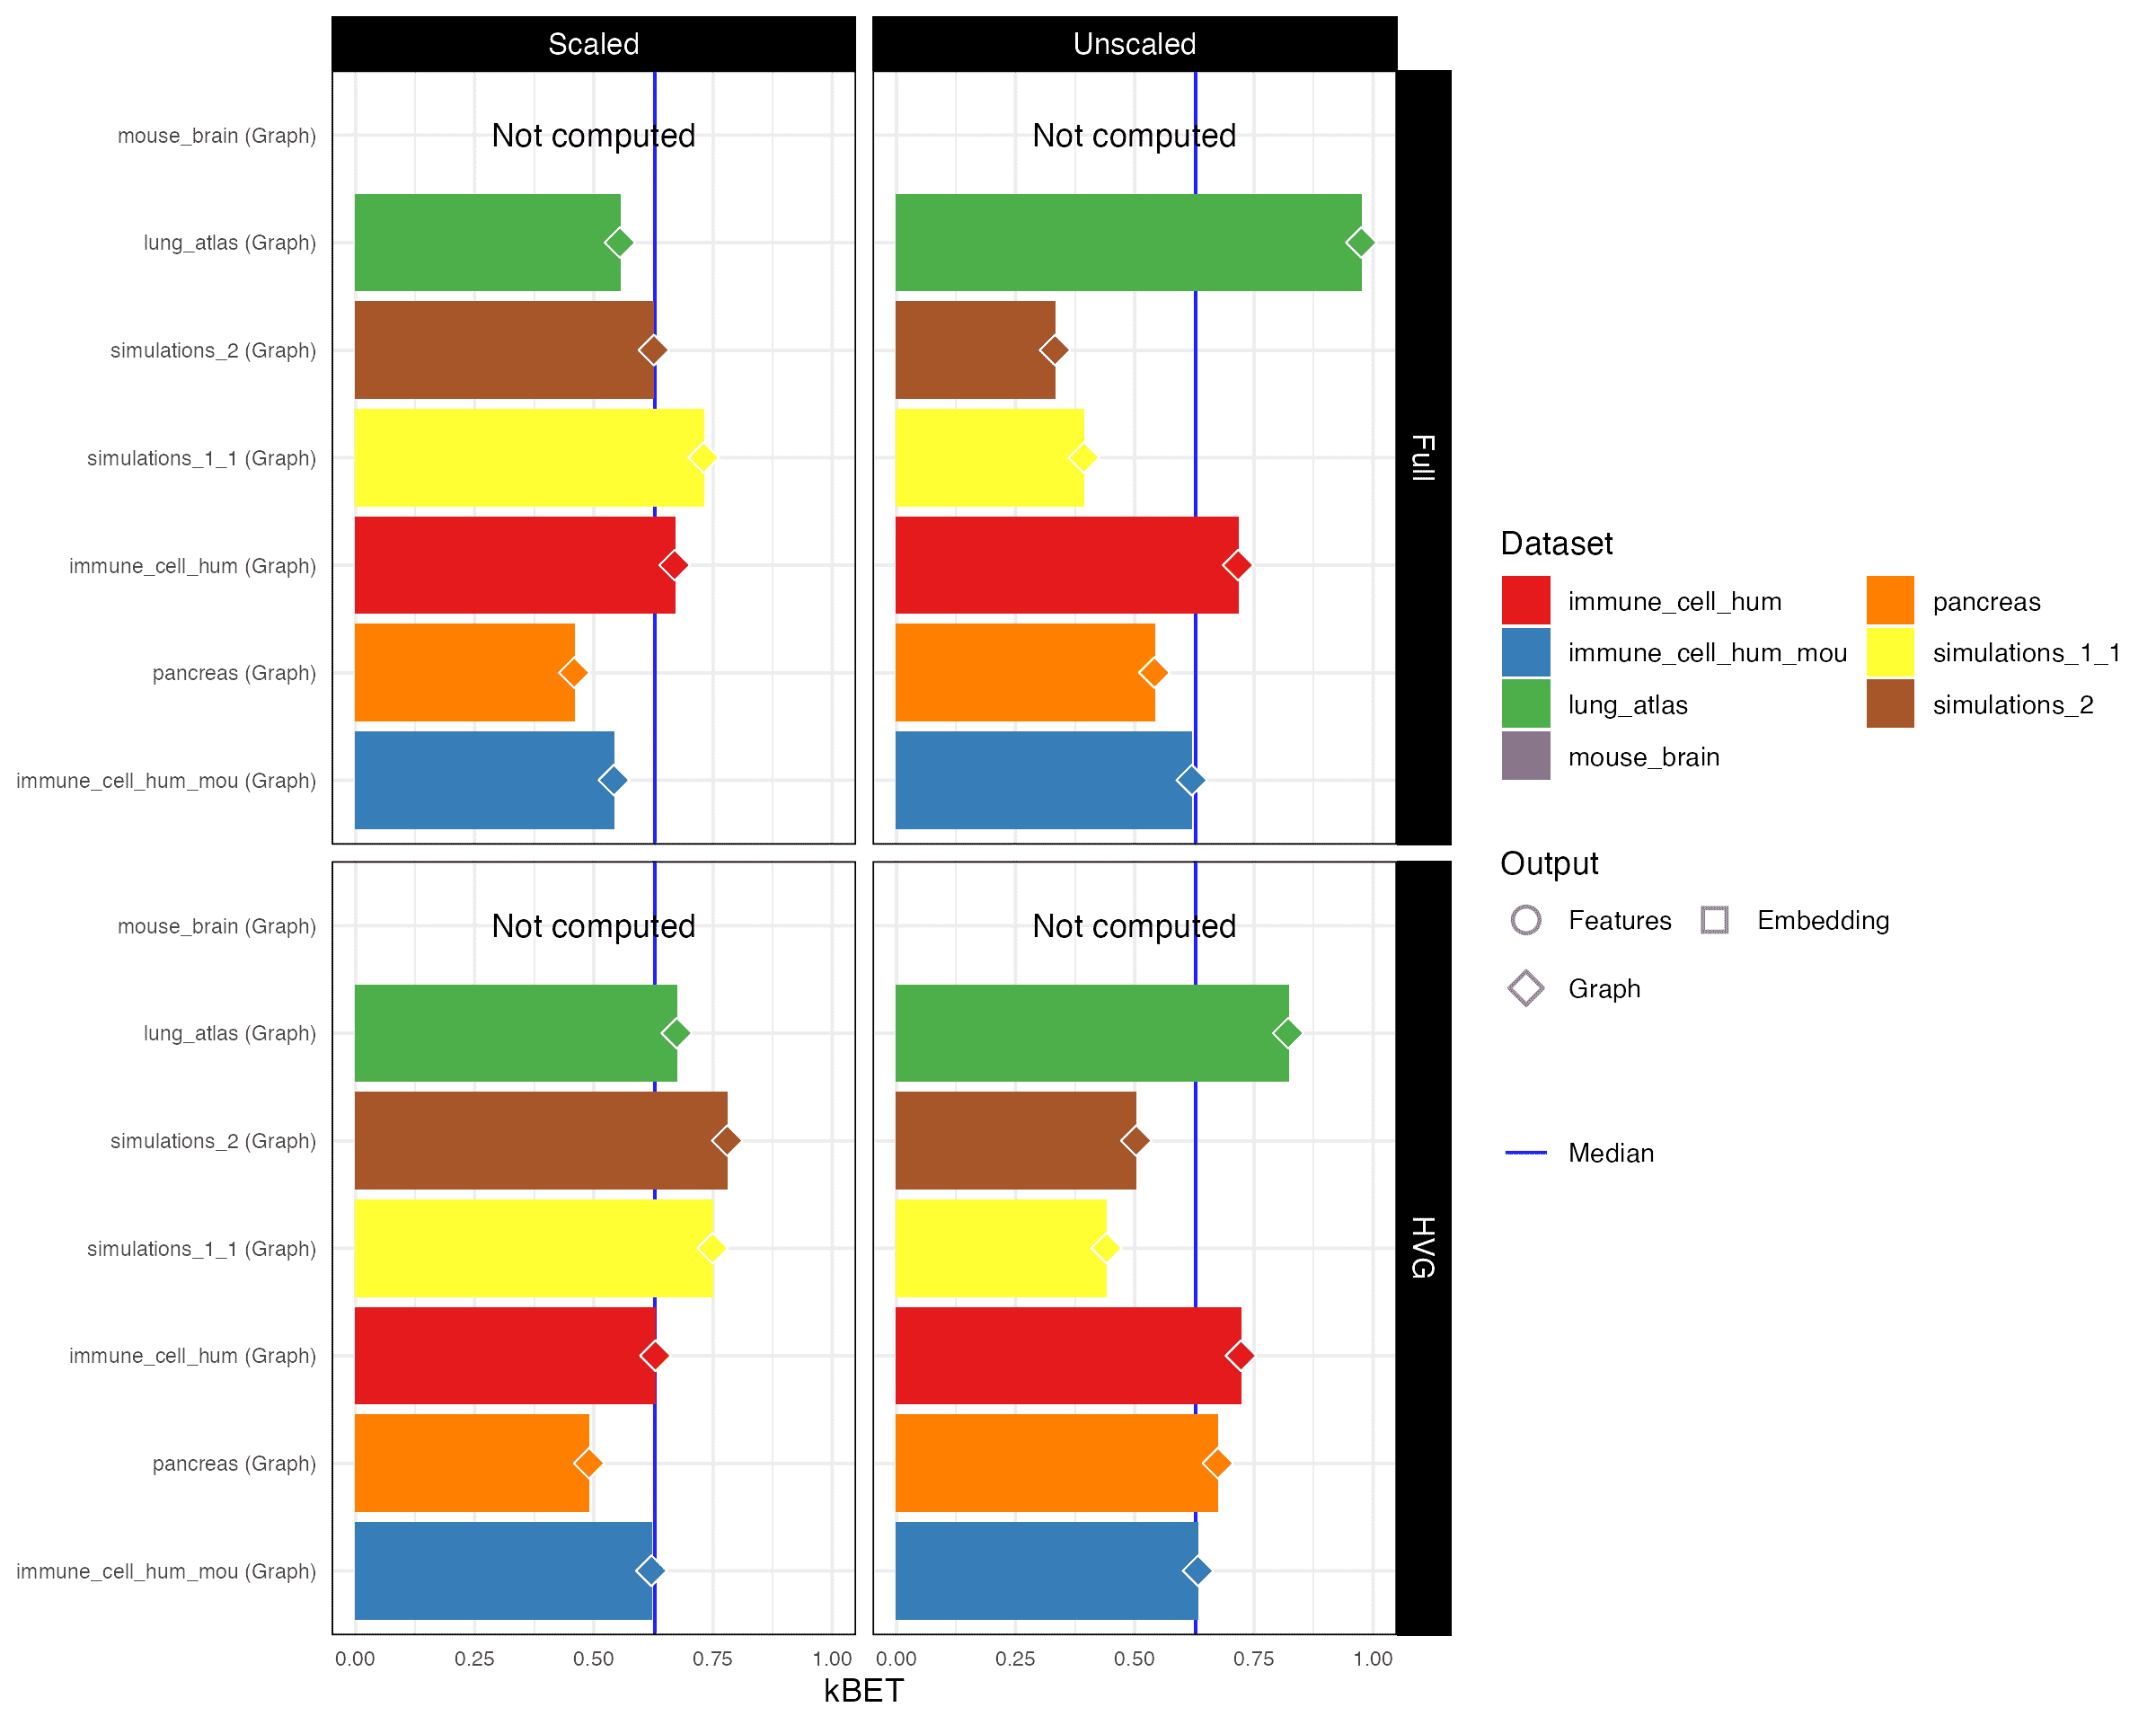 Scaled
Unscaled
mouse_brain (Graph)
Not computed
Not computed
lung_atlas (Graph)
simulations_2 (Graph)
simulations_1_1 (Graph)
immune_cell_hum (Graph)
pancreas (Graph)
immune_cell_hum_mou (Graph)
Full
mouse_brain (Graph)
Not computed
Not computed
lung_atlas (Graph)
simulations_2 (Graph)
simulations_1_1 (Graph)
immune_cell_hum (Graph)
pancreas (Graph)
immune_cell_hum_mou (Graph)
HVG
0.00 0.25 0.50 0.75 1.00
0.00 0.25 0.50 0.75 1.00
kBET
Dataset
immune_cell_hum
immune_cell_hum_mou
lung_atlas
mouse_brain
pancreas
simulations_1_1
simulations_2
Output
Features
Embedding
Graph
Median